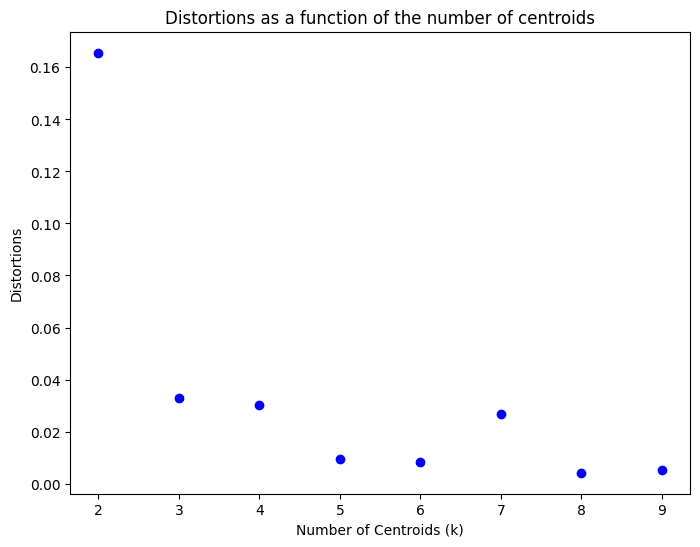 Distortions as a function of the number of centroids
0.16
0.14
0.12
0.10
0.08
0.06
0.04
0.02
0.00
Distortions
2 3 4 5 6 7 8 9
Number of Centroids (k)